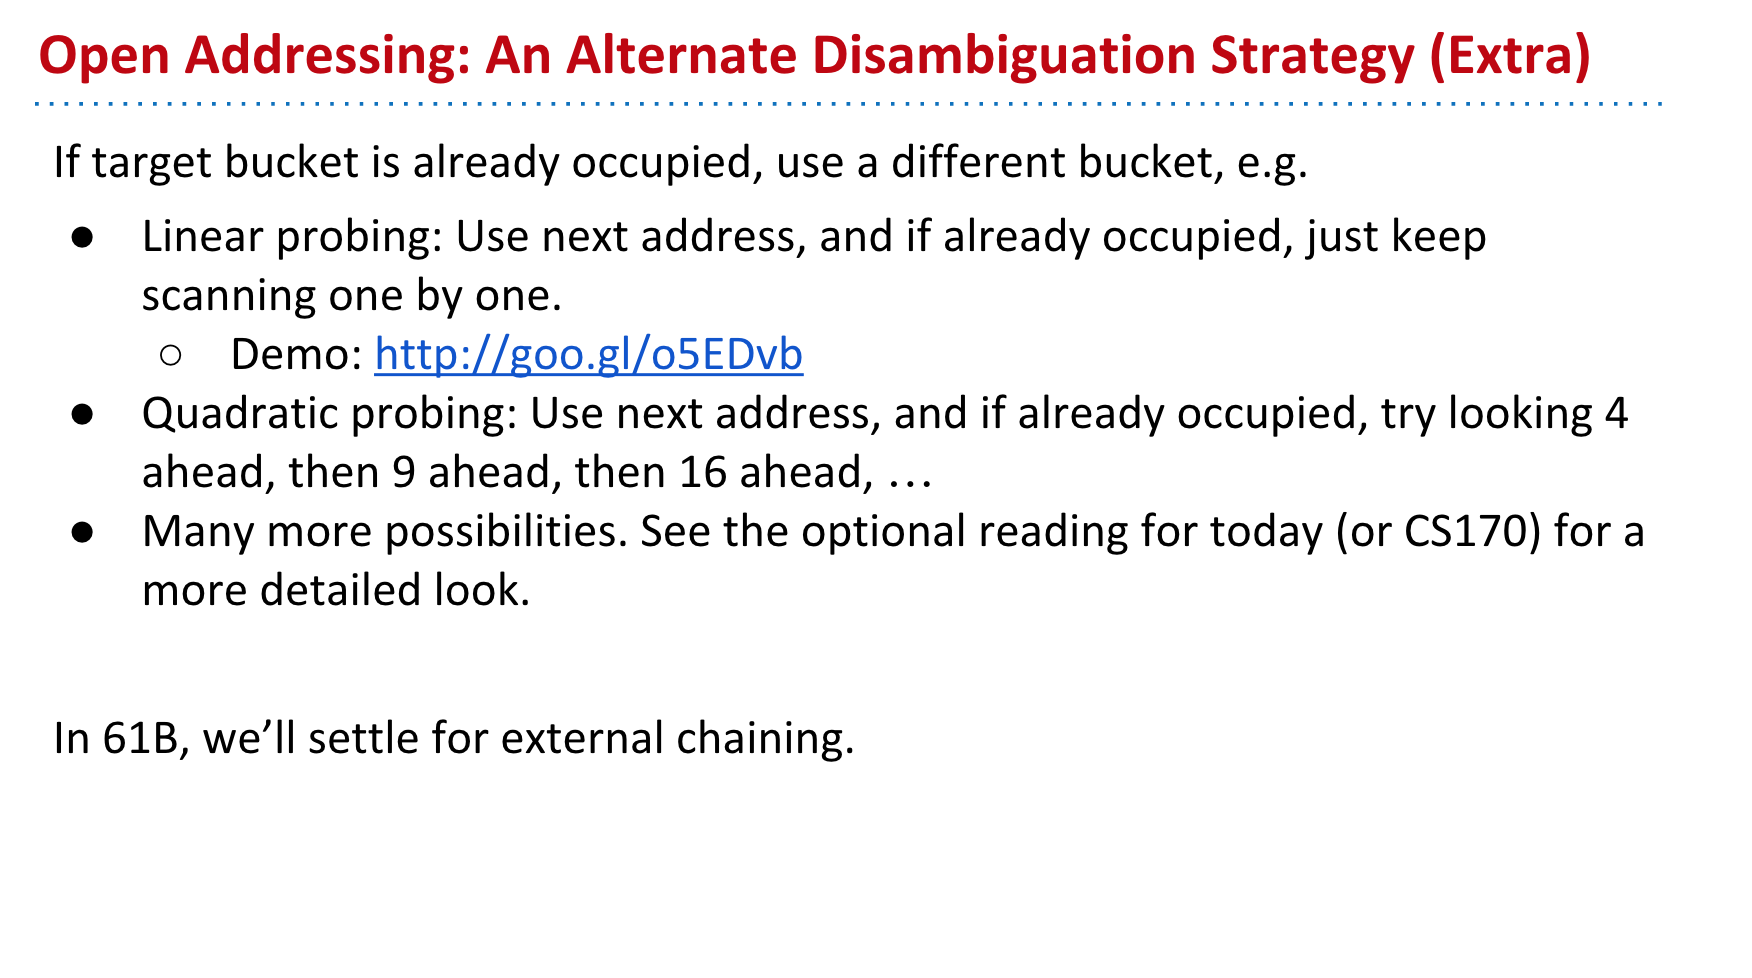 Open Addressing: An Alternate Disambiguation Strategy (Extra)
If target bucket is already occupied, use a different bucket, e.g.
● Linear probing: Use next address, and if already occupied, just keep
scanning one by one.
○ Demo: http://goo.gl/o5EDvb
● Quadratic probing: Use next address, and if already occupied, try looking 4
ahead, then 9 ahead, then 16 ahead, …
● Many more possibilities. See the optional reading for today (or CS170) for a
more detailed look.
In 61B, we’ll settle for external chaining.